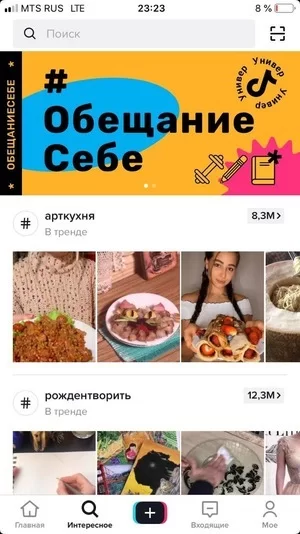 MTS RUS LTE 23:23 8 %
Поиск
ОБЕЩАНИЕСЕБЕ
#
Обещание
Себе
Универ Универ Универ
# арткухня 8,3M >
В тренде
# рождентворить 12,3M >
В тренде
Главная Интересное Входящие Мое